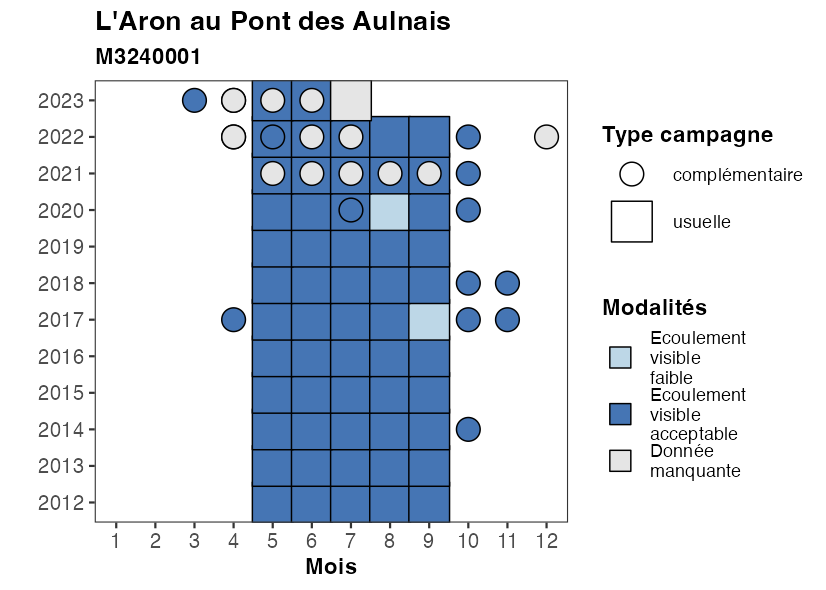 L'Aron au Pont des Aulnais
M3240001
2023
2022
2021
2020
2019
2018
2017
2016
2015
2014
2013
2012
1 2 3 4 5 6 7 8 9 10 11 12
Mois
Type campagne
complémentaire
usuelle
Modalités
Ecoulement
visible
faible
Ecoulement
visible
acceptable
Donnée
manquante